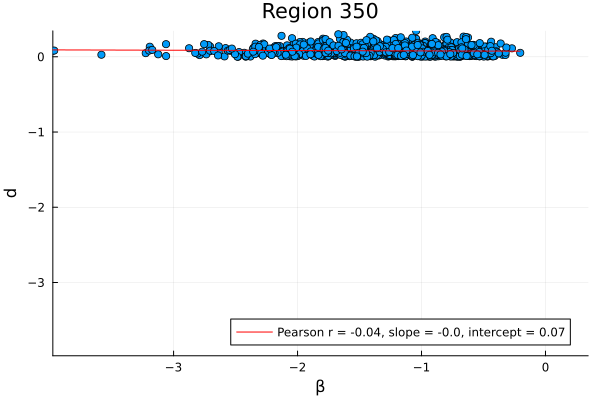 Region 350
0
−1
−2
−3
d
Pearson r = -0.04, slope = -0.0, intercept = 0.07
−3 −2 −1 0
β